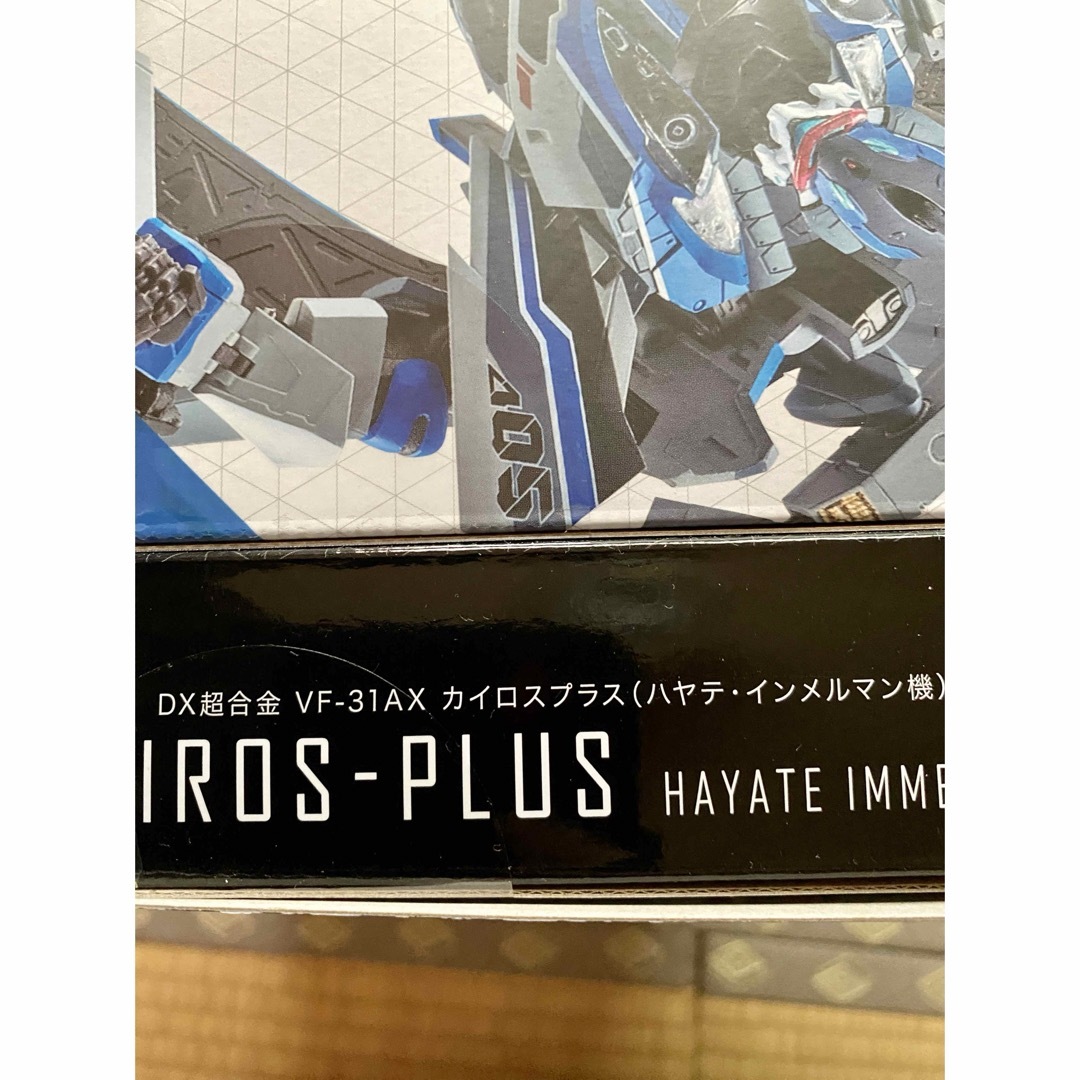 A05
DX超合金 VF-31AX カイロスプラス(ハヤテ・インメルマン機)
IROS-PLUS HAYATE IMME